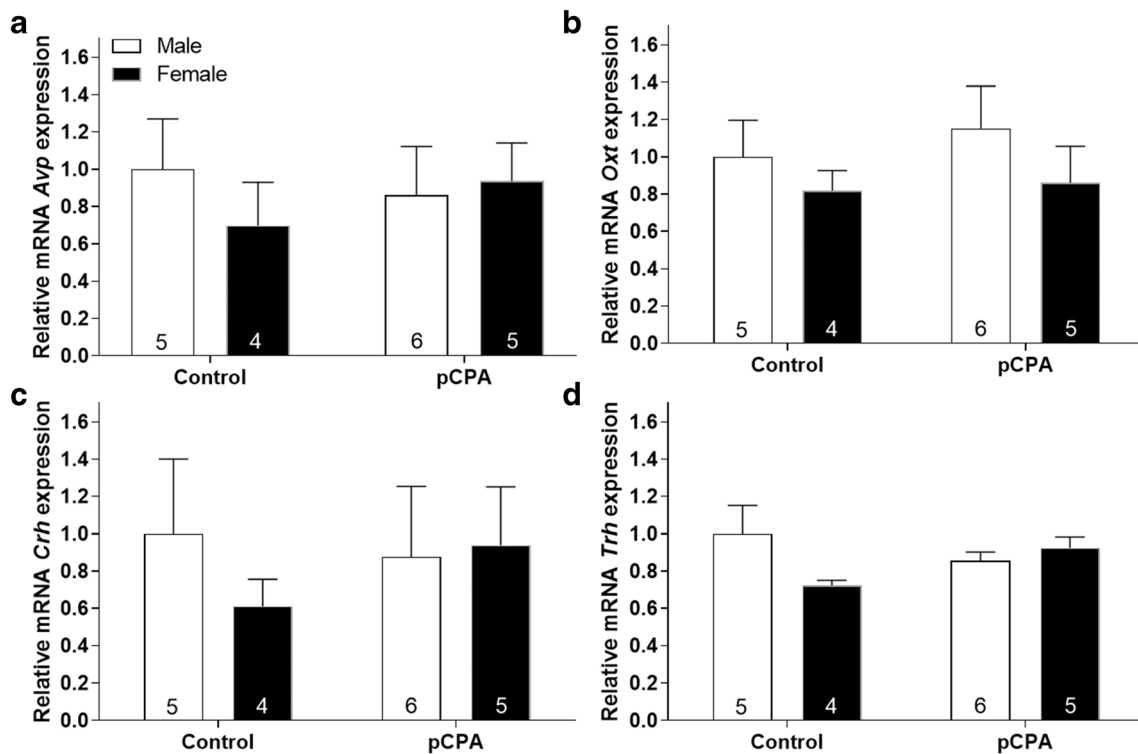 a
Relative mRNA Avp expression
1.6
1.4
1.2
1.0
0.8
0.6
0.4
0.2
0.0
Male
Female
5
4
6
5
Control
pCPA
b
Relative mRNA Oxt expression
1.6
1.4
1.2
1.0
0.8
0.6
0.4
0.2
0.0
5
4
6
5
Control
pCPA
c
Relative mRNA Crh expression
1.6
1.4
1.2
1.0
0.8
0.6
0.4
0.2
0.0
5
4
6
5
Control
pCPA
d
Relative mRNA Trh expression
1.6
1.4
1.2
1.0
0.8
0.6
0.4
0.2
0.0
5
4
6
5
Control
pCPA